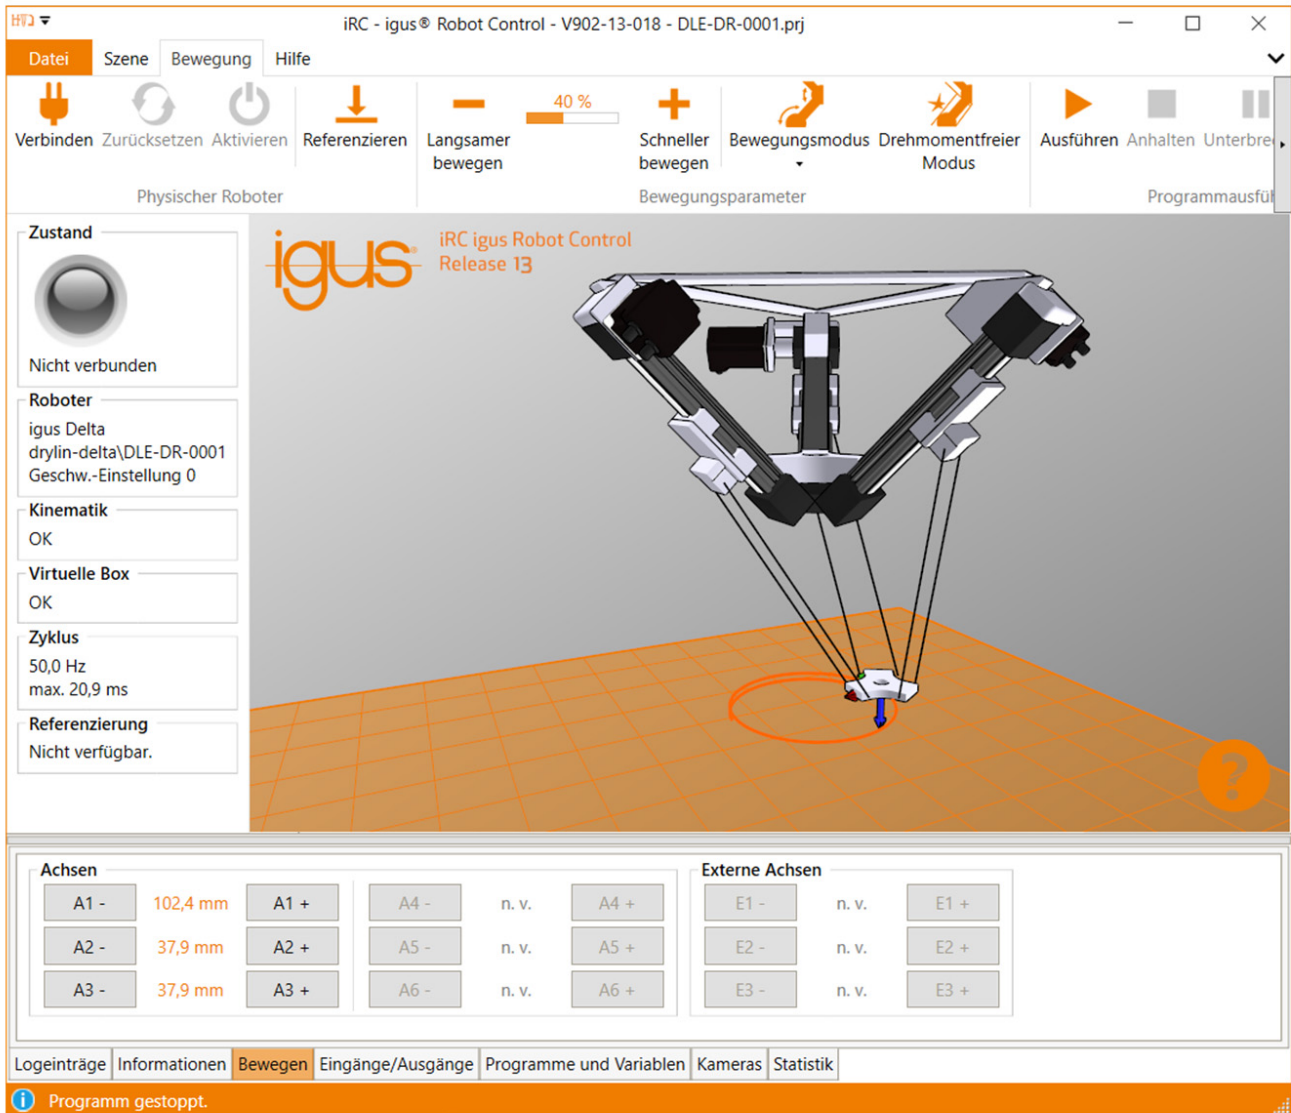 iRC - igus® Robot Control - V902-13-018 - DLE-DR-0001.prj
Datei Szene Bewegung Hilfe
40 %
Verbinden Zurücksetzen Aktivieren Referenzieren Langsamer bewegen Schneller bewegen Bewegungsmodus Drehmomentfreier Modus Ausführen Anhalten Unterbre
Physischer Roboter Bewegungsparameter Programmausfüh
Zustand
Nicht verbunden
Roboter
igus Delta
drylin-delta\DLE-DR-0001
Geschw.-Einstellung 0
Kinematik
OK
Virtuelle Box
OK
Zyklus
50,0 Hz
max. 20,9 ms
Referenzierung
Nicht verfügbar.
igus®
iRC igus Robot Control
Release 13
?
Achsen
A1 - 102,4 mm A1 + A4 - n. v. A4 +
A2 - 37,9 mm A2 + A5 - n. v. A5 +
A3 - 37,9 mm A3 + A6 - n. v. A6 +
Externe Achsen
E1 - n. v. E1 +
E2 - n. v. E2 +
E3 - n. v. E3 +
Logeinträge Informationen Bewegen Eingänge/Ausgänge Programme und Variablen Kameras Statistik
Programm gestoppt.